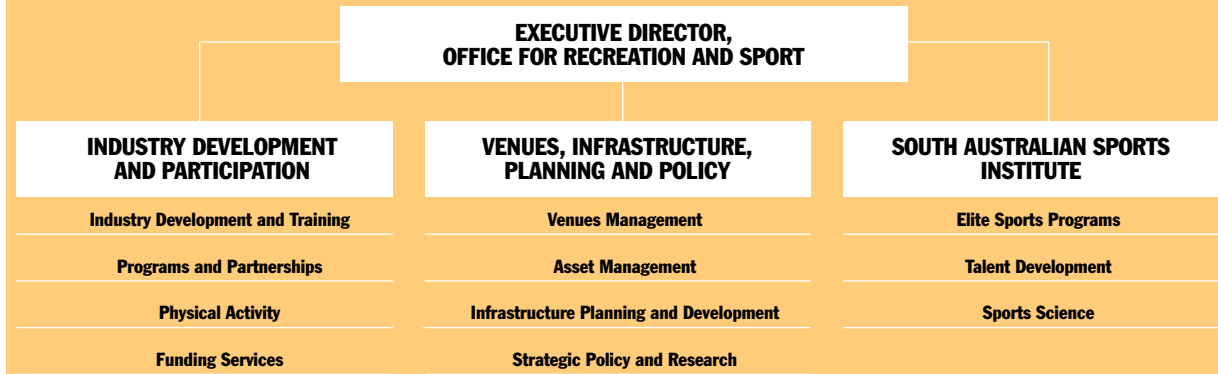 EXECUTIVE DIRECTOR,
OFFICE FOR RECREATION AND SPORT
INDUSTRY DEVELOPMENT
AND PARTICIPATION
Industry Development and Training
Programs and Partnerships
Physical Activity
Funding Services
VENUES, INFRASTRUCTURE,
PLANNING AND POLICY
Venues Management
Asset Management
Infrastructure Planning and Development
Strategic Policy and Research
SOUTH AUSTRALIAN SPORTS
INSTITUTE
Elite Sports Programs
Talent Development
Sports Science